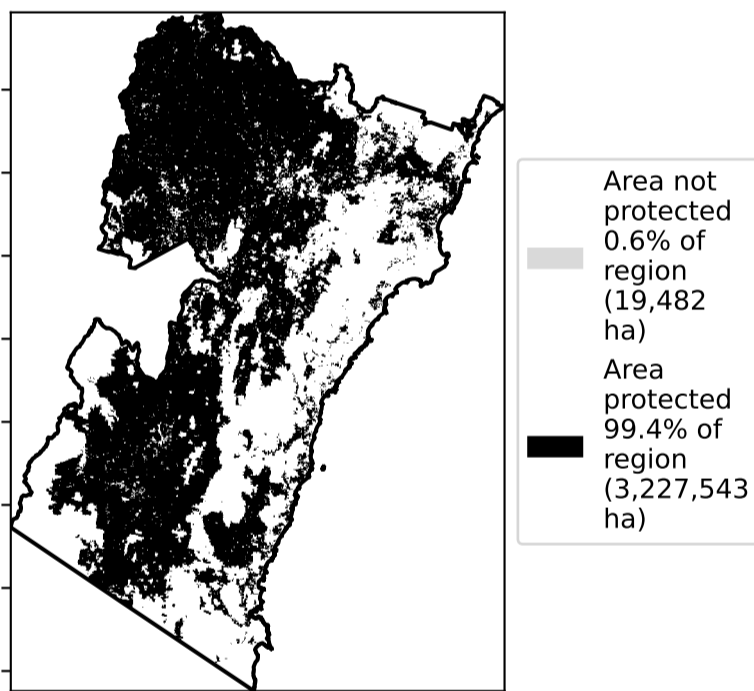 Area not
protected
0.6% of
region
(19,482
ha)
Area
protected
99.4% of
region
(3,227,543
ha)